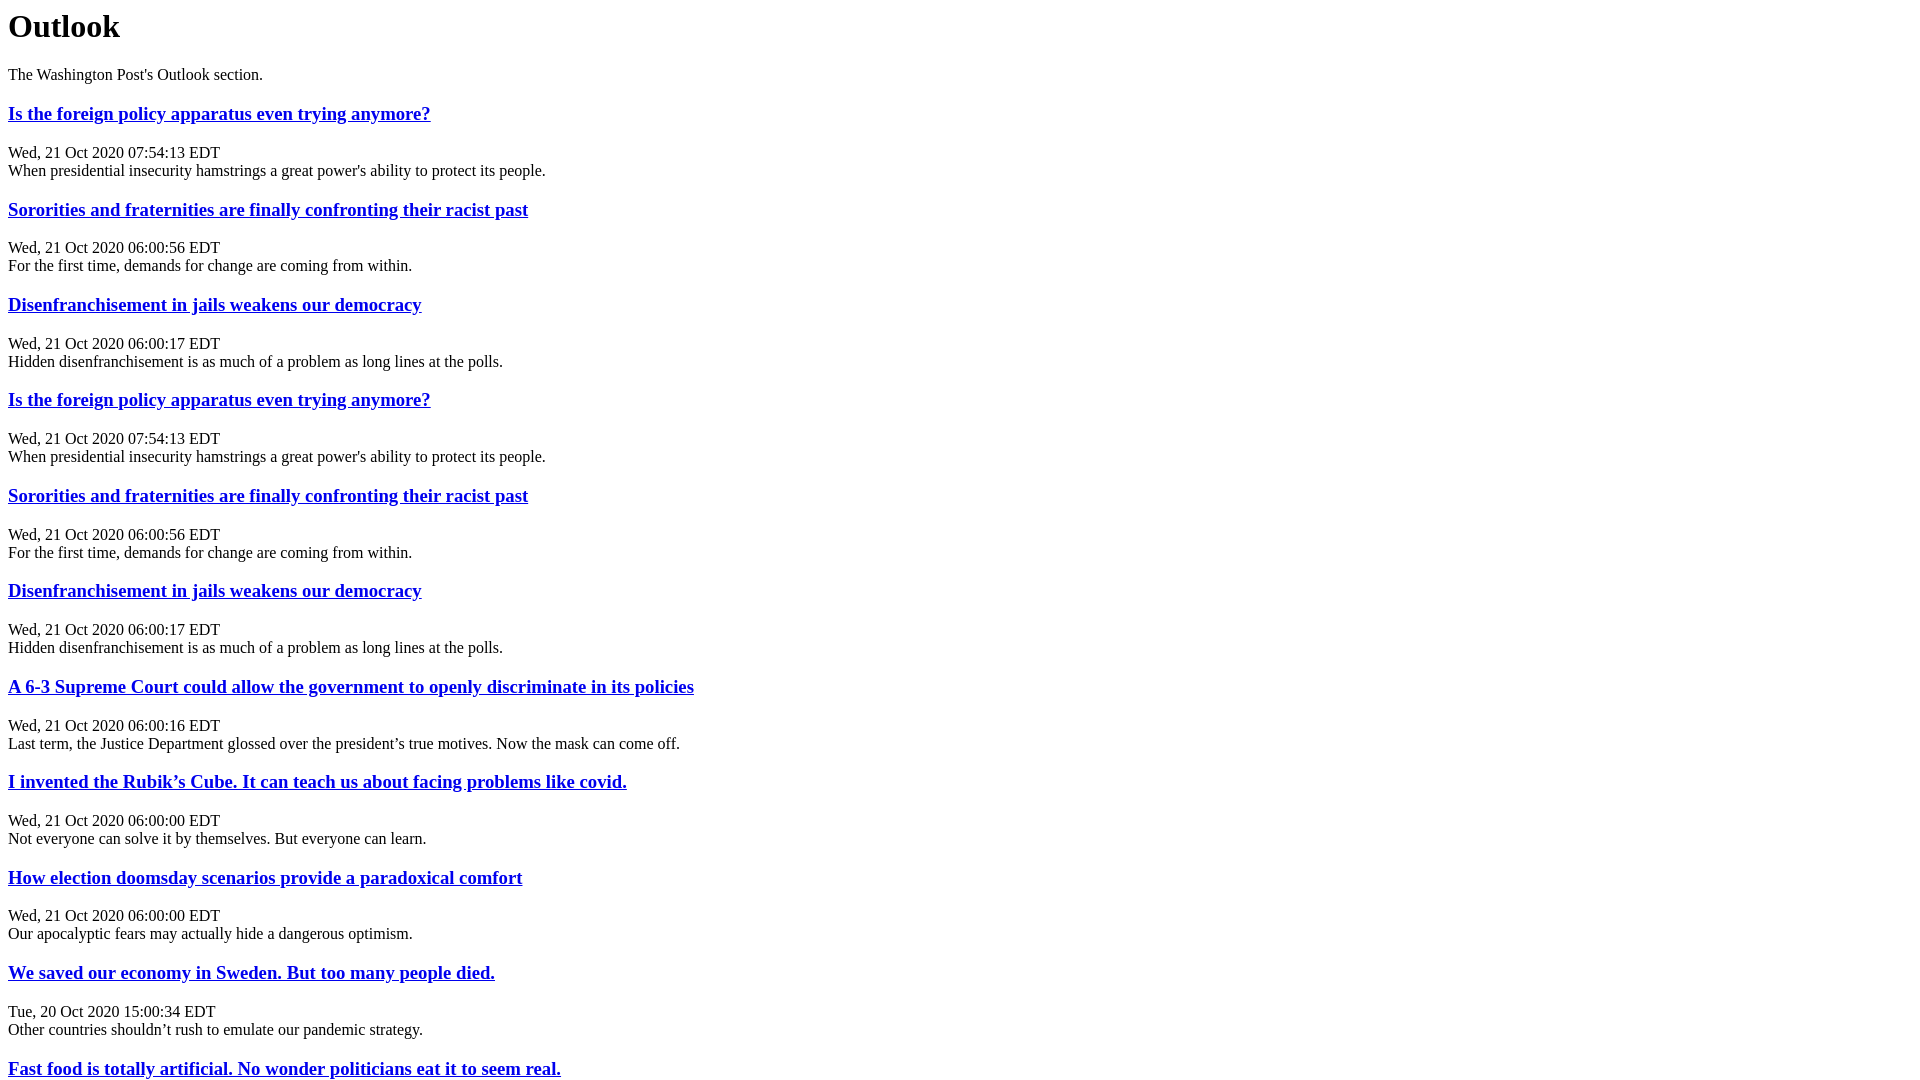 Outlook
The Washington Post's Outlook section.
Is the foreign policy apparatus even trying anymore?
Wed, 21 Oct 2020 07:54:13 EDT
When presidential insecurity hamstrings a great power's ability to protect its people.
Sororities and fraternities are finally confronting their racist past
Wed, 21 Oct 2020 06:00:56 EDT
For the first time, demands for change are coming from within.
Disenfranchisement in jails weakens our democracy
Wed, 21 Oct 2020 06:00:17 EDT
Hidden disenfranchisement is as much of a problem as long lines at the polls.
Is the foreign policy apparatus even trying anymore?
Wed, 21 Oct 2020 07:54:13 EDT
When presidential insecurity hamstrings a great power's ability to protect its people.
Sororities and fraternities are finally confronting their racist past
Wed, 21 Oct 2020 06:00:56 EDT
For the first time, demands for change are coming from within.
Disenfranchisement in jails weakens our democracy
Wed, 21 Oct 2020 06:00:17 EDT
Hidden disenfranchisement is as much of a problem as long lines at the polls.
A 6-3 Supreme Court could allow the government to openly discriminate in its policies
Wed, 21 Oct 2020 06:00:16 EDT
Last term, the Justice Department glossed over the president’s true motives. Now the mask can come off.
I invented the Rubik’s Cube. It can teach us about facing problems like covid.
Wed, 21 Oct 2020 06:00:00 EDT
Not everyone can solve it by themselves. But everyone can learn.
How election doomsday scenarios provide a paradoxical comfort
Wed, 21 Oct 2020 06:00:00 EDT
Our apocalyptic fears may actually hide a dangerous optimism.
We saved our economy in Sweden. But too many people died.
Tue, 20 Oct 2020 15:00:34 EDT
Other countries shouldn’t rush to emulate our pandemic strategy.
Fast food is totally artificial. No wonder politicians eat it to seem real.